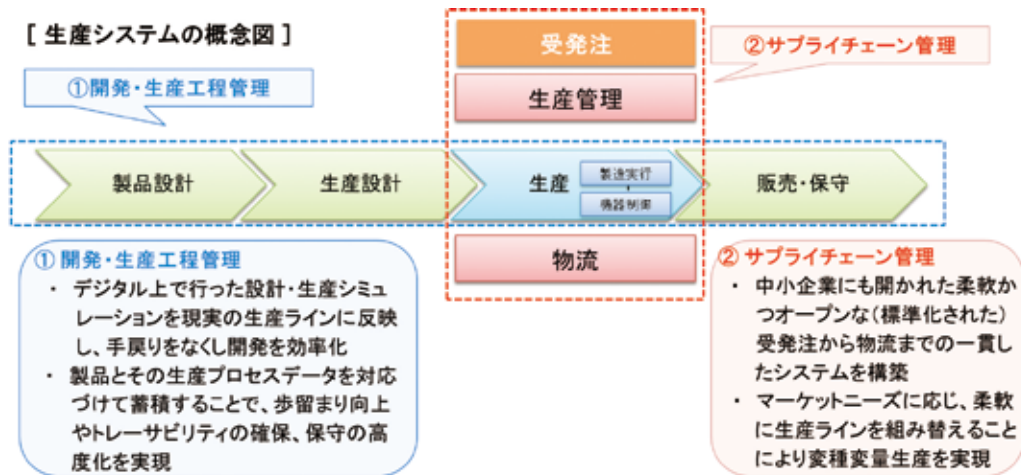 [ 生産システムの概念図 ]
受発注
②サプライチェーン管理
①開発・生産工程管理
生産管理
製品設計
生産設計
生産
製造実行
機器制御
販売・保守
物流
① 開発・生産工程管理
・ デジタル上で行った設計・生産シミュ
レーションを現実の生産ラインに反映
し、手戻りをなくし開発を効率化
・ 製品とその生産プロセスデータを対応
づけて蓄積することで、歩留まり向上
やトレーサビリティの確保、保守の高
度化を実現
② サプライチェーン管理
・ 中小企業にも開かれた柔軟か
つオープンな(標準化された)
受発注から物流までの一貫し
たシステムを構築
・ マーケットニーズに応じ、柔軟
に生産ラインを組み替えること
により変種変量生産を実現